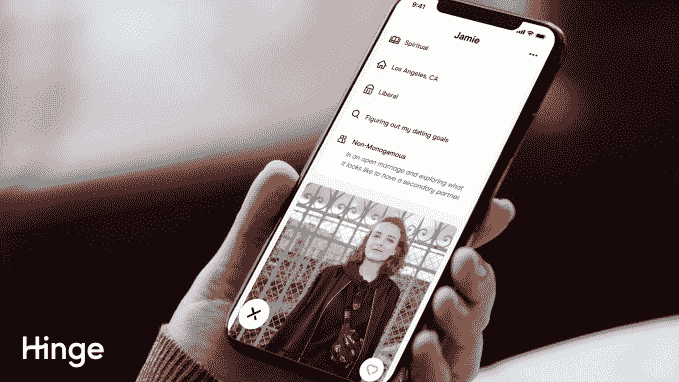 9:41
Jamie
Spiritual
Los Angeles, CA
Liberal
Figuring out my dating goals
Non-Monogamous
In an open marriage and exploring what
it looks like to have a secondary partner.
Hinge